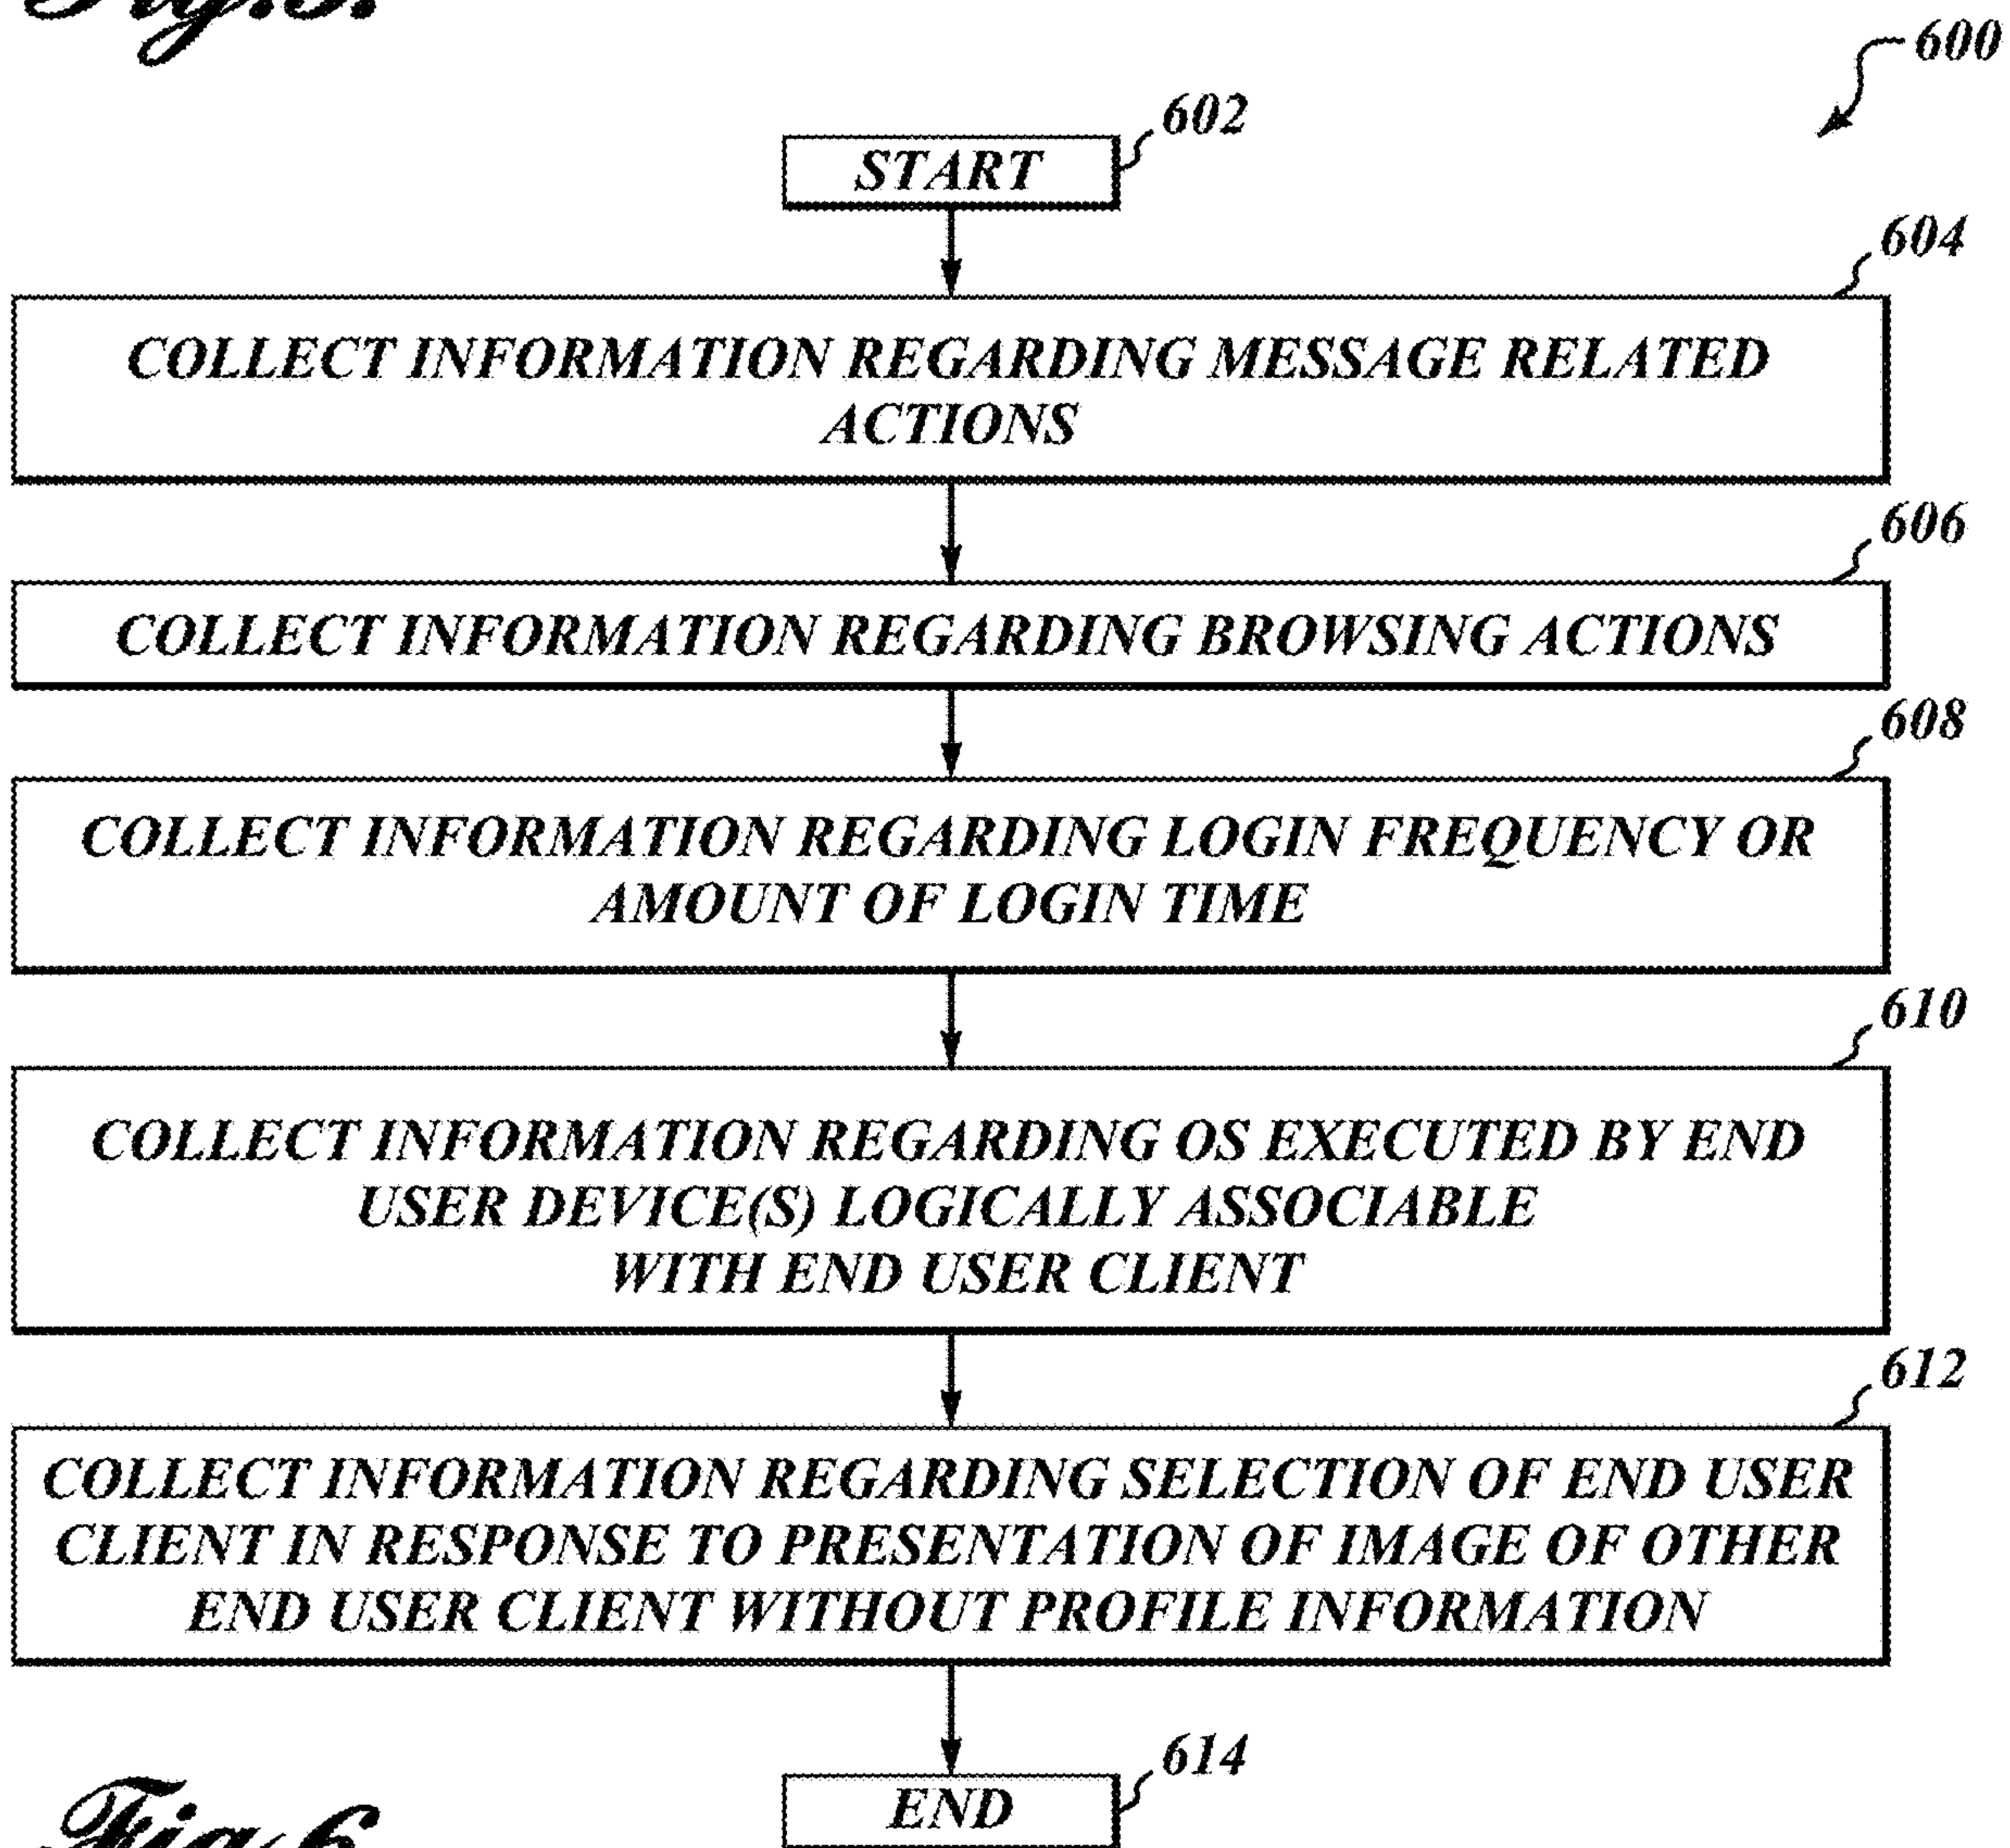 600
602
START
604
COLLECT INFORMATION REGARDING MESSAGE RELATED
ACTIONS
606
COLLECT INFORMATION REGARDING BROWSING ACTIONS
608
COLLECT INFORMATION REGARDING LOGIN FREQUENCY OR
AMOUNT OF LOGIN TIME
610
COLLECT INFORMATION REGARDING OS EXECUTED BY END
USER DEVICE(S) LOGICALLY ASSOCIABLE
WITH END USER CLIENT
612
COLLECT INFORMATION REGARDING SELECTION OF END USER
CLIENT IN RESPONSE TO PRESENTATION OF IMAGE OF OTHER
END USER CLIENT WITHOUT PROFILE INFORMATION
614
END
Fig.6